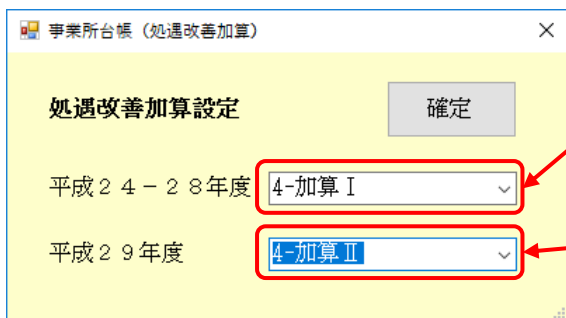 事業所台帳（処遇改善加算）
処遇改善加算設定
確定
平成２４－２８年度 4-加算Ⅰ
平成２９年度 4-加算Ⅱ